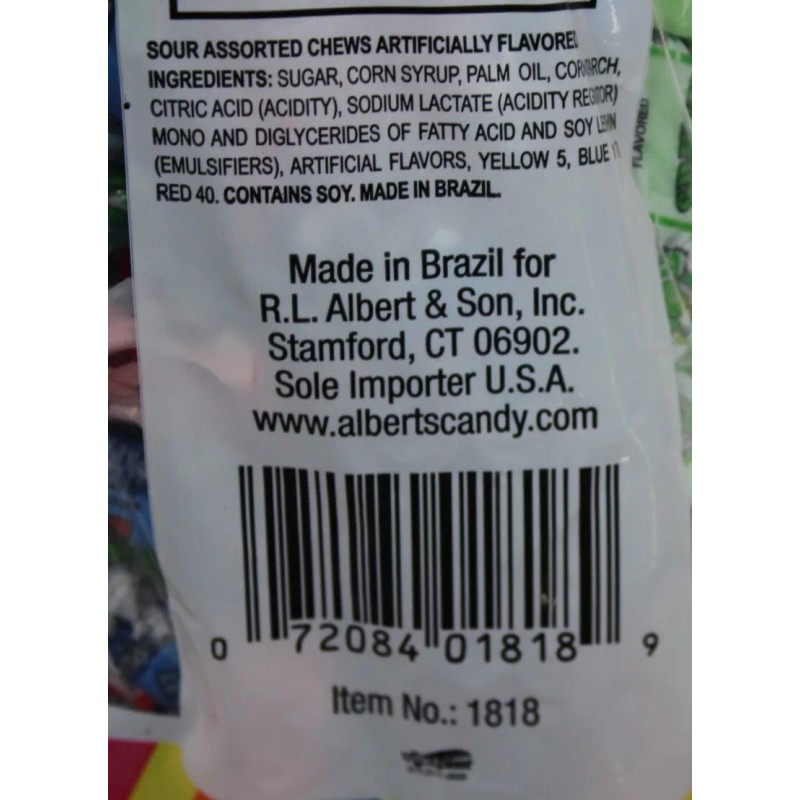 SOUR ASSORTED CHEWS ARTIFICIALLY FLAVORED
INGREDIENTS: SUGAR, CORN SYRUP, PALM OIL,
CITRIC ACID (ACIDITY), SODIUM LACTATE (ACIDITY
MONO AND DIGLYCERIDES OF FATTY ACID AND SOY
(EMULSIFIERS), ARTIFICIAL FLAVORS, YELLOW 5, BLUE
RED 40. CONTAINS SOY. MADE IN BRAZIL.
FLAVORED
Made in Brazil for
R.L. Albert & Son, Inc.
Stamford, CT 06902.
Sole Importer U.S.A.
www.albertscandy.com
0 72084 01818 9
Item No.: 1818